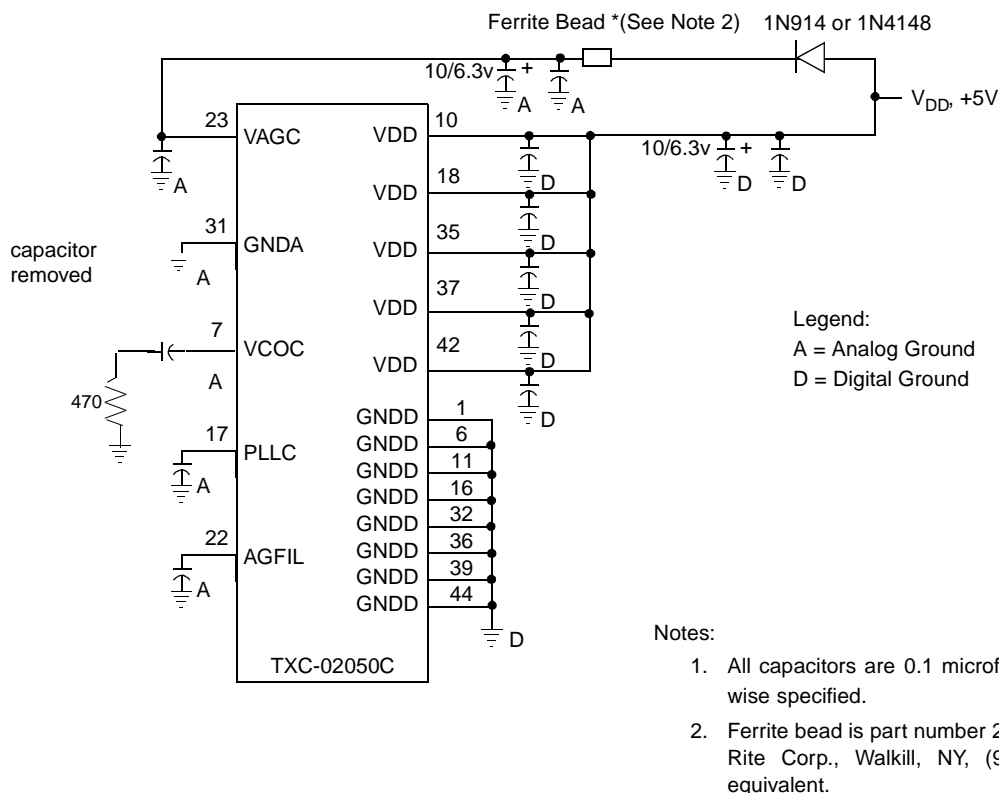 Ferrite Bead *(See Note 2) 1N914 or 1N4148
10/6.3v +
A A
V_DD, +5V
23 VAGC VDD 10
10/6.3v +
A D D D
VDD 18
D
31 GNDA VDD 35
A D
capacitor
removed
VDD 37
D
7 VCOC VDD 42
A D
470
Legend:
A = Analog Ground
D = Digital Ground
GNDD 1
17 PLLC GNDD 6
A GNDD 11
GNDD 16
GNDD 32
22 AGFIL GNDD 36
A GNDD 39
GNDD 44
D
TXC-02050C
Notes:
1. All capacitors are 0.1
wise specified.
2. Ferrite bead is part number
Rite Corp., Walkill, NY,
equivalent.